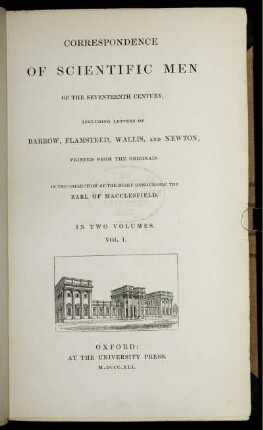 CORRESPONDENCE
OF SCIENTIFIC MEN
OF THE SEVENTEENTH CENTURY,
INCLUDING LETTERS OF
BARROW, FLAMSTEED, WALLIS, AND NEWTON,
PRINTED FROM THE ORIGINALS
IN THE COLLECTION OF THE RIGHT HONOURABLE THE
EARL OF MACCLESFIELD.
IN TWO VOLUMES.
VOL. I.
OXFORD:
AT THE UNIVERSITY PRESS.
M.DCCC.XLI.